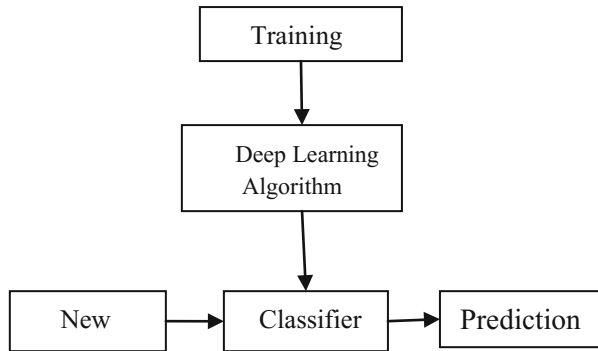 Training
Deep Learning
Algorithm
New
Classifier
Prediction